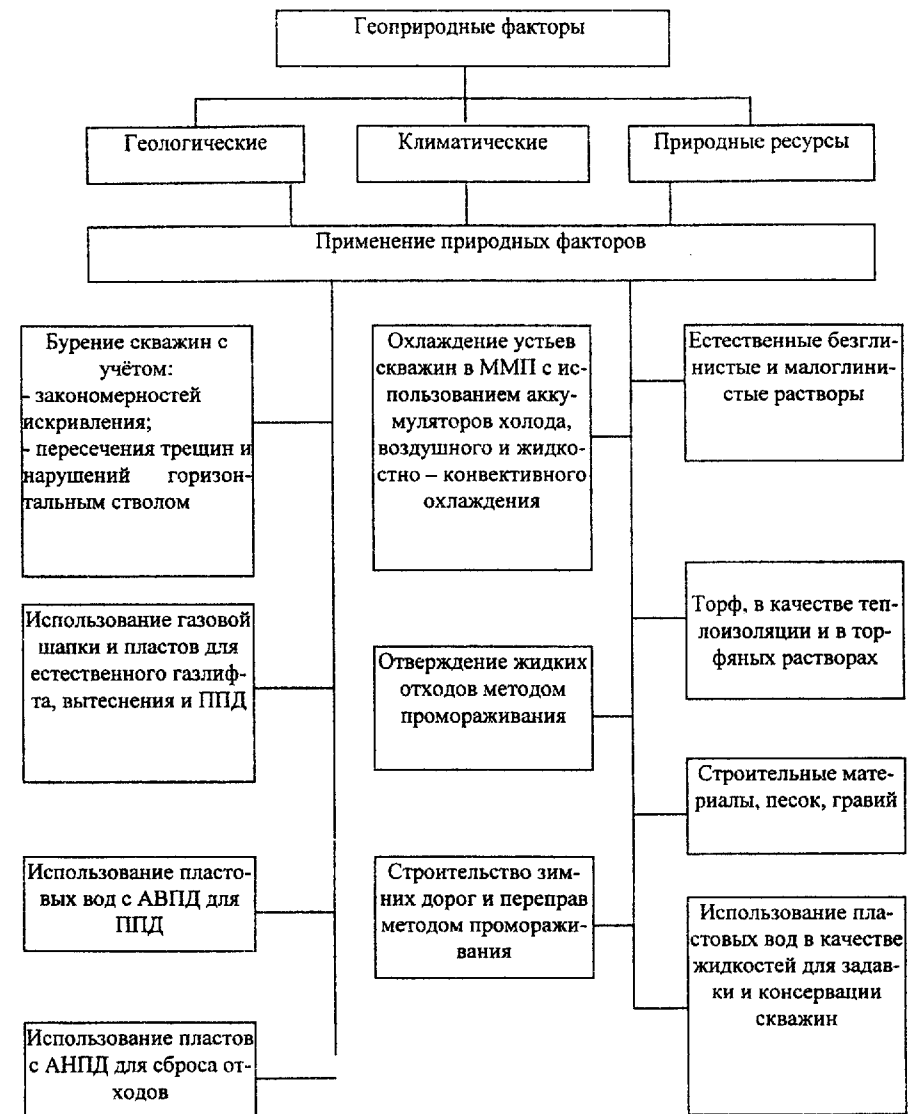 Геоприродные факторы
Геологические
Климатические
Природные ресурсы
Применение природных факторов
Бурение скважин с
учётом:
- закономерностей
искривления;
- пересечения трещин и
нарушений горизон-
тальным стволом
Использование газовой
шапки и пластов для
естественного газлиф-
та, вытеснения и ППД
Использование пласто-
вых вод с АВПД для
ППД
Использование пластов
с АНПД для сброса от-
ходов
Охлаждение устьев
скважин в ММП с ис-
пользованием акку-
муляторов холода,
воздушного и жидко-
стно – конвективного
охлаждения
Отверждение жидких
отходов методом
промораживания
Строительство зим-
них дорог и переправ
методом проморажи-
вания
Естественные безгли-
нистые и малоглини-
стые растворы
Торф, в качестве теп-
лоизоляции и в тор-
фяных растворах
Строительные мате-
риалы, песок, гравий
Использование пла-
стовых вод в качестве
жидкостей для задав-
ки и консервации
скважин